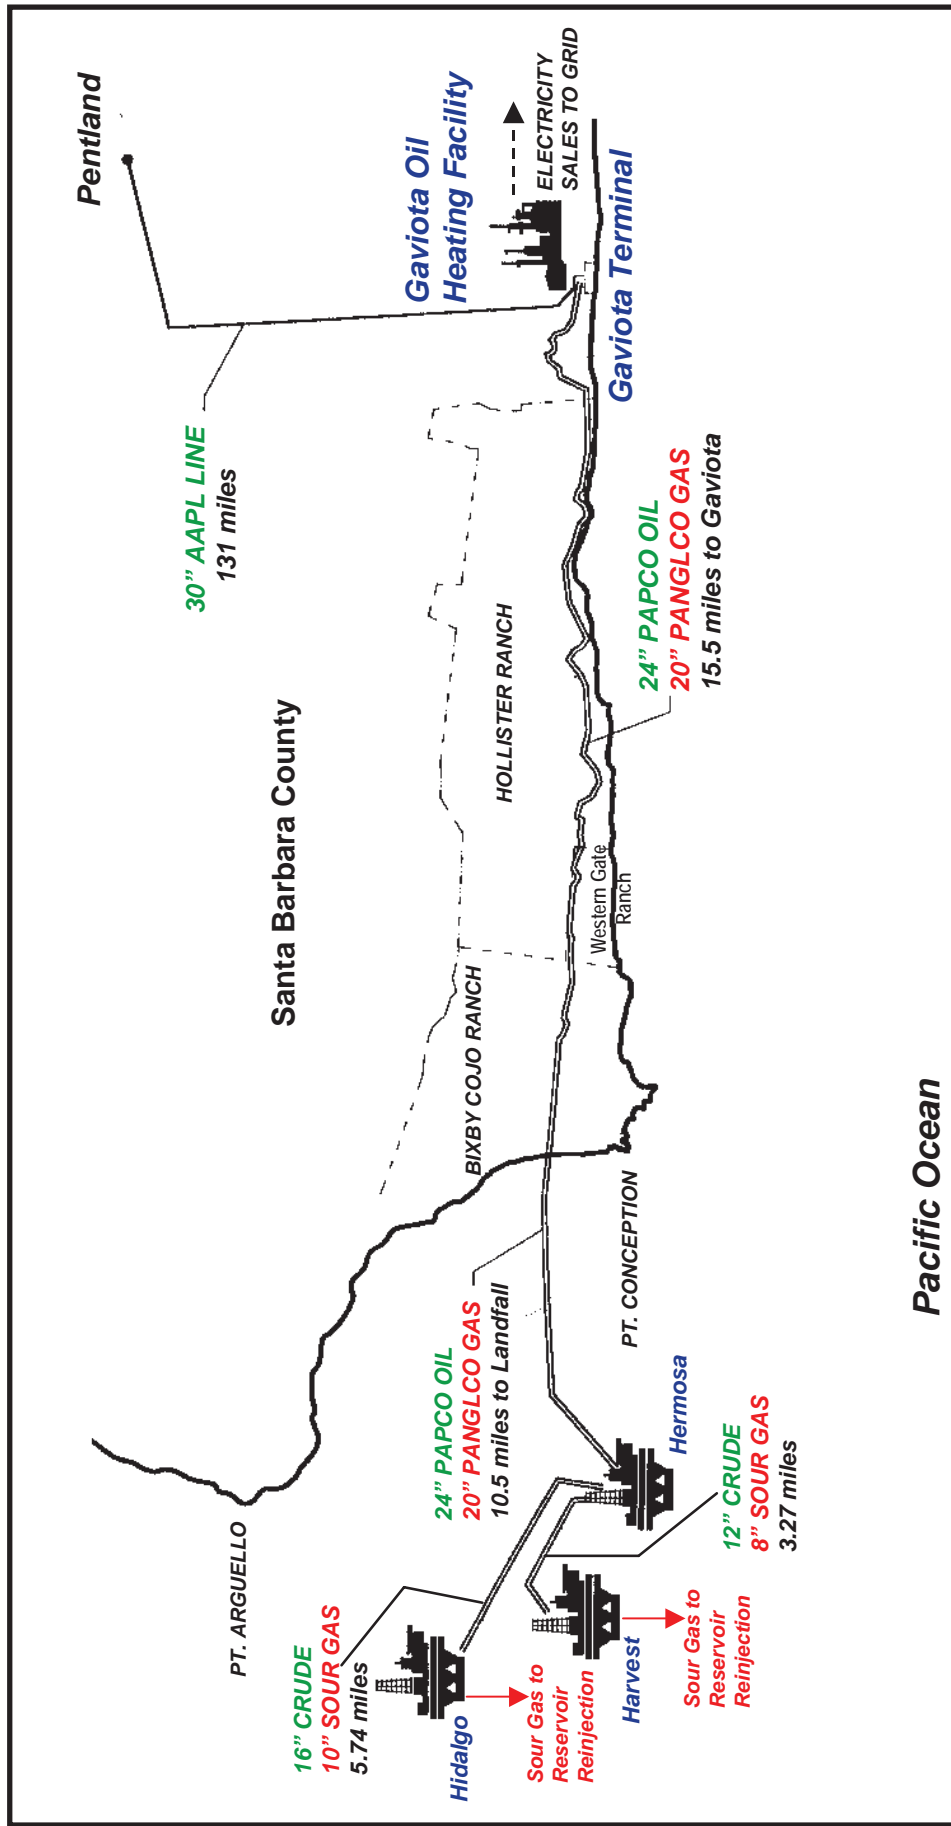 Pentland
30” AAPL LINE
131 miles
Santa Barbara County
Gaviota Oil
Heating Facility
ELECTRICITY
SALES TO GRID
Gaviota Terminal
HOLLISTER RANCH
BIXBY COJO RANCH
Western Gate
Ranch
24” PAPCO OIL
20” PANGLCO GAS
15.5 miles to Gaviota
PT. ARGUELLO
PT. CONCEPTION
24” PAPCO OIL
20” PANGLCO GAS
10.5 miles to Landfall
16” CRUDE
10” SOUR GAS
5.74 miles
Hidalgo
Sour Gas to
Reservoir
Reinjection
Harvest
Sour Gas to
Reservoir
Reinjection
Hermosa
12” CRUDE
8” SOUR GAS
3.27 miles
Pacific Ocean